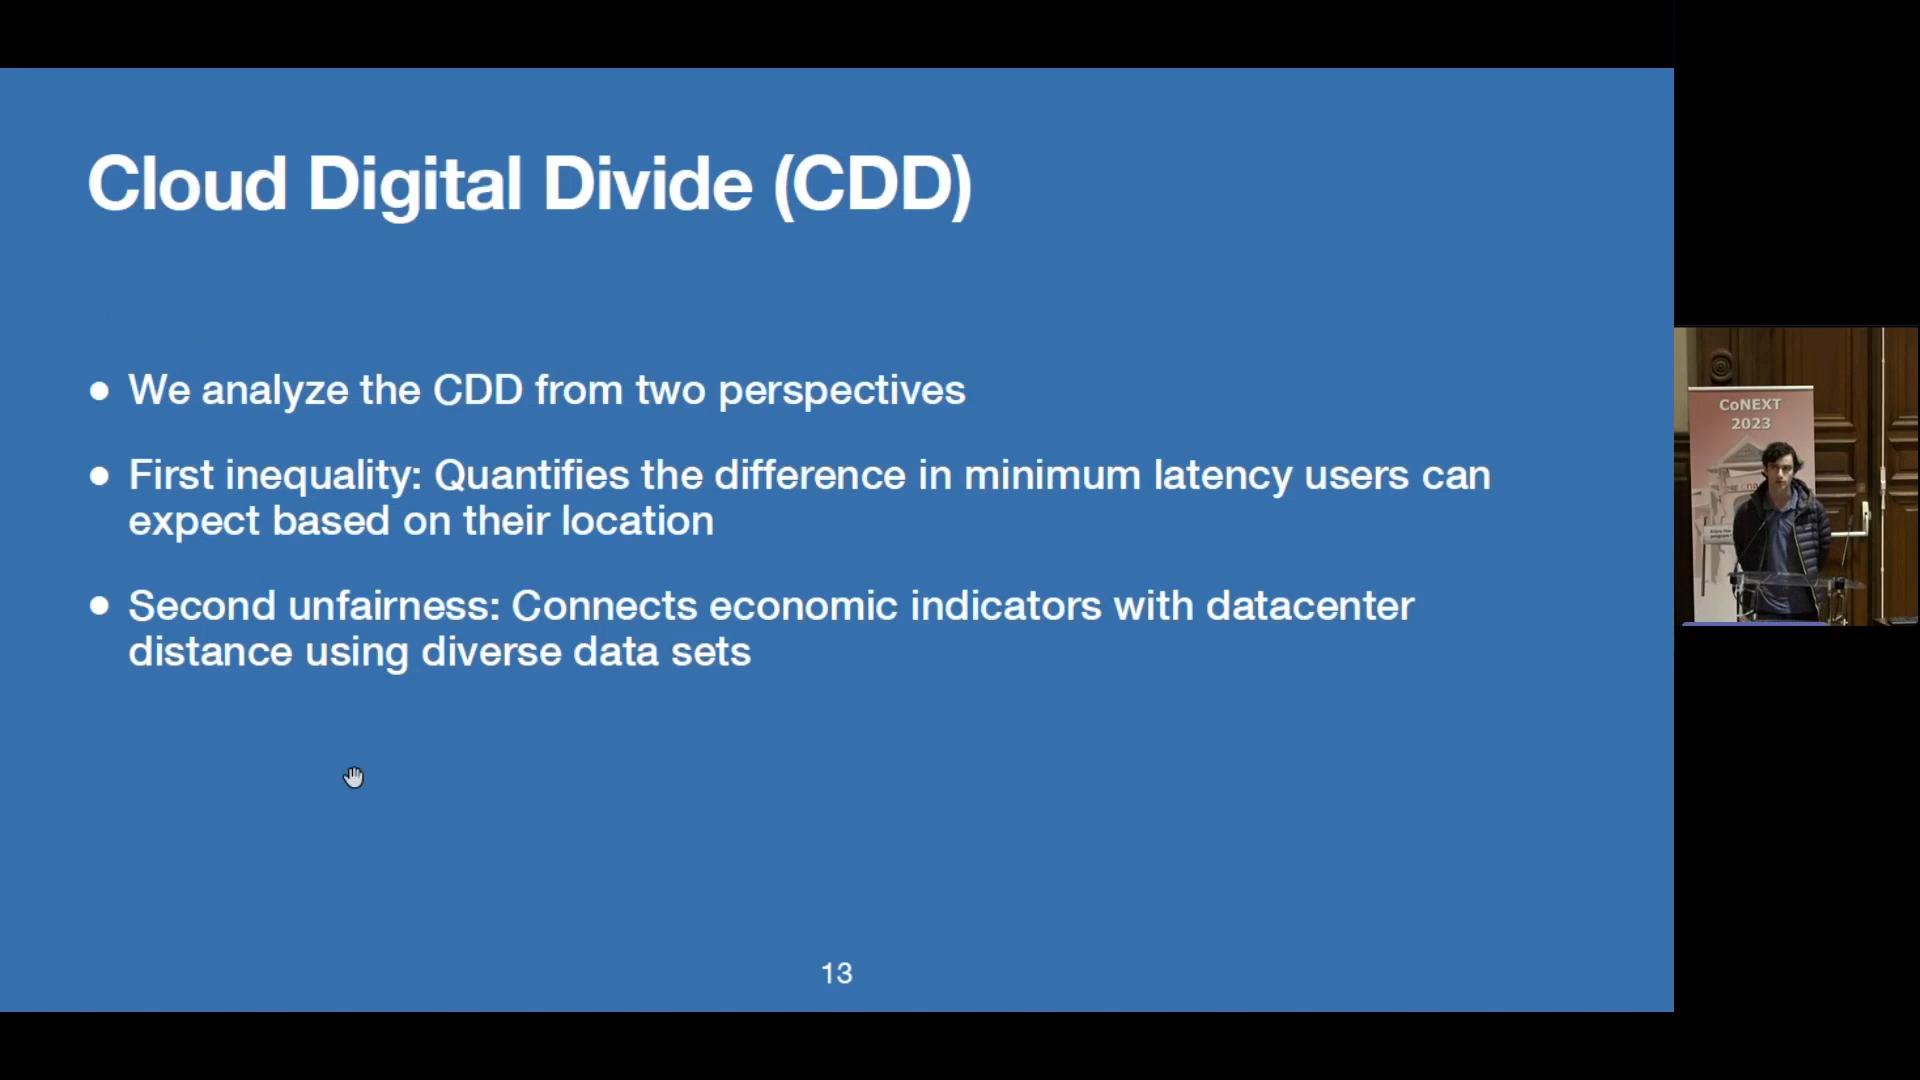 Cloud Digital Divide (CDD)
● We analyze the CDD from two perspectives
● First inequality: Quantifies the difference in minimum latency users can
expect based on their location
● Second unfairness: Connects economic indicators with datacenter
distance using diverse data sets
13
CoNEXT
2023